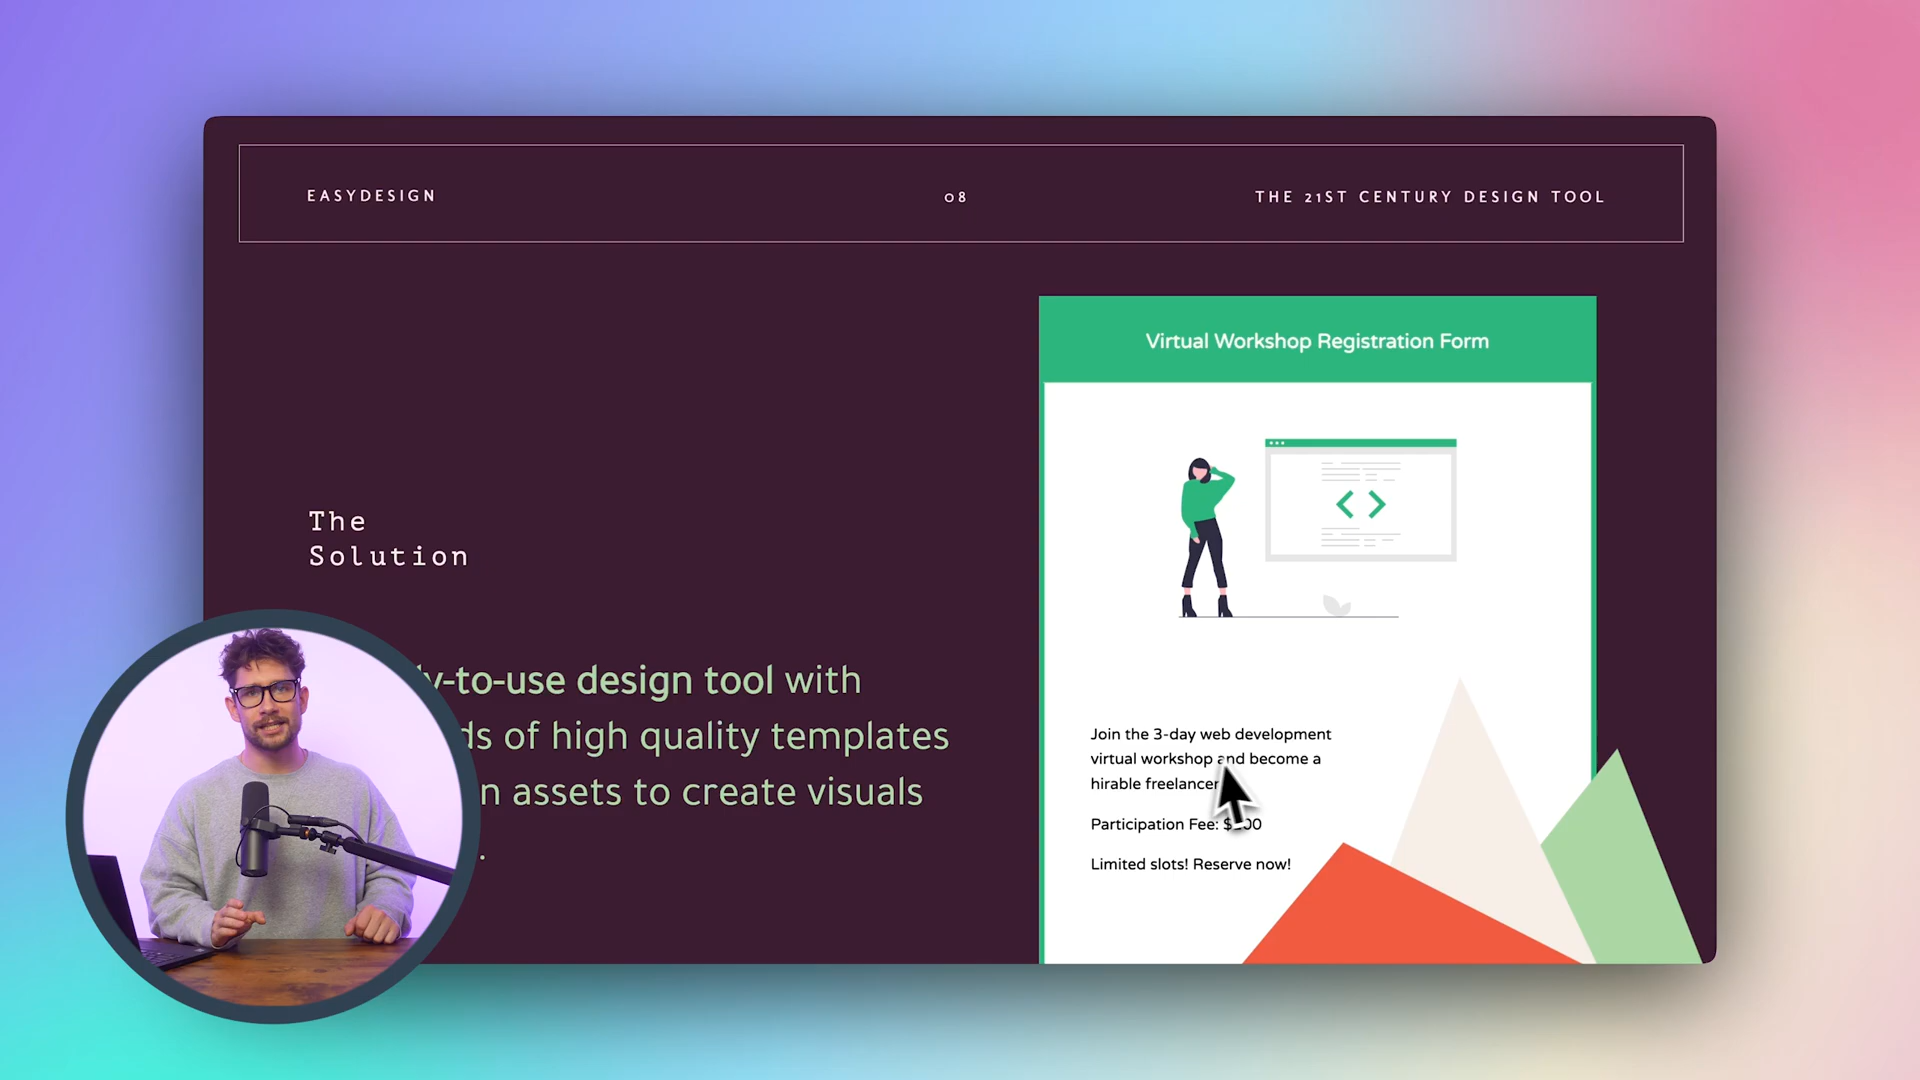 EASYDESIGN
08
THE 21ST CENTURY DESIGN TOOL
The
Solution
y-to-use design tool with
ds of high quality templates
n assets to create visuals
.
Virtual Workshop Registration Form
Join the 3-day web development
virtual workshop and become a
hirable freelancer
Participation Fee:
Limited slots! Reserve now!